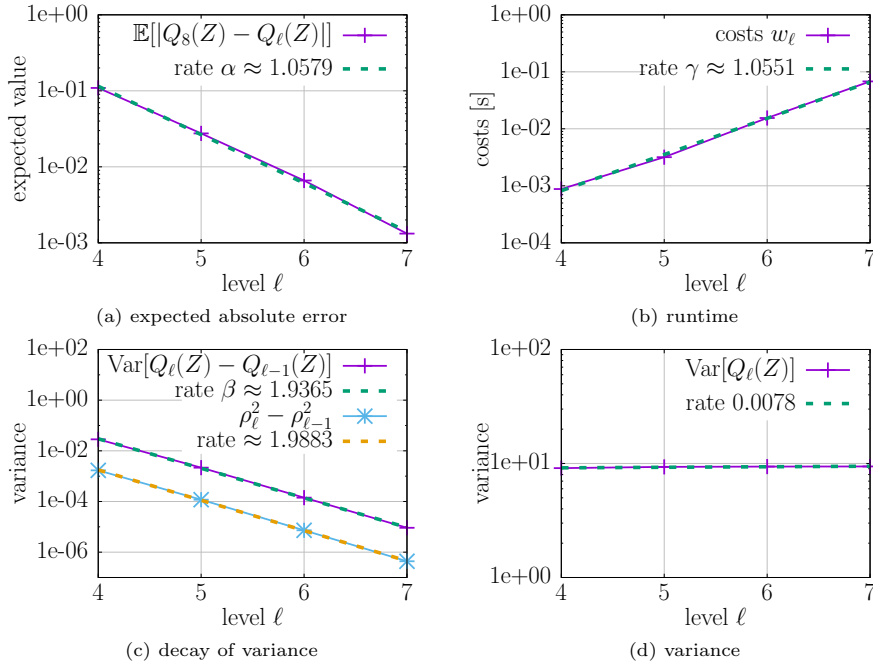 1e+00
1e-01
1e-02
1e-03
expected value
𝔼[|Q₈(Z) − Q_ℓ(Z)|]
rate α ≈ 1.0579
4 5 6 7
level ℓ
(a) expected absolute error
1e+00
1e-01
1e-02
1e-03
1e-04
costs [s]
costs w_ℓ
rate γ ≈ 1.0551
4 5 6 7
level ℓ
(b) runtime
1e+02
1e+00
1e-02
1e-04
1e-06
variance
Var[Q_ℓ(Z) − Q_{ℓ−1}(Z)]
rate β ≈ 1.9365
ρ²_ℓ − ρ²_{ℓ−1}
rate ≈ 1.9883
4 5 6 7
level ℓ
(c) decay of variance
1e+02
1e+01
1e+00
variance
Var[Q_ℓ(Z)]
rate 0.0078
4 5 6 7
level ℓ
(d) variance